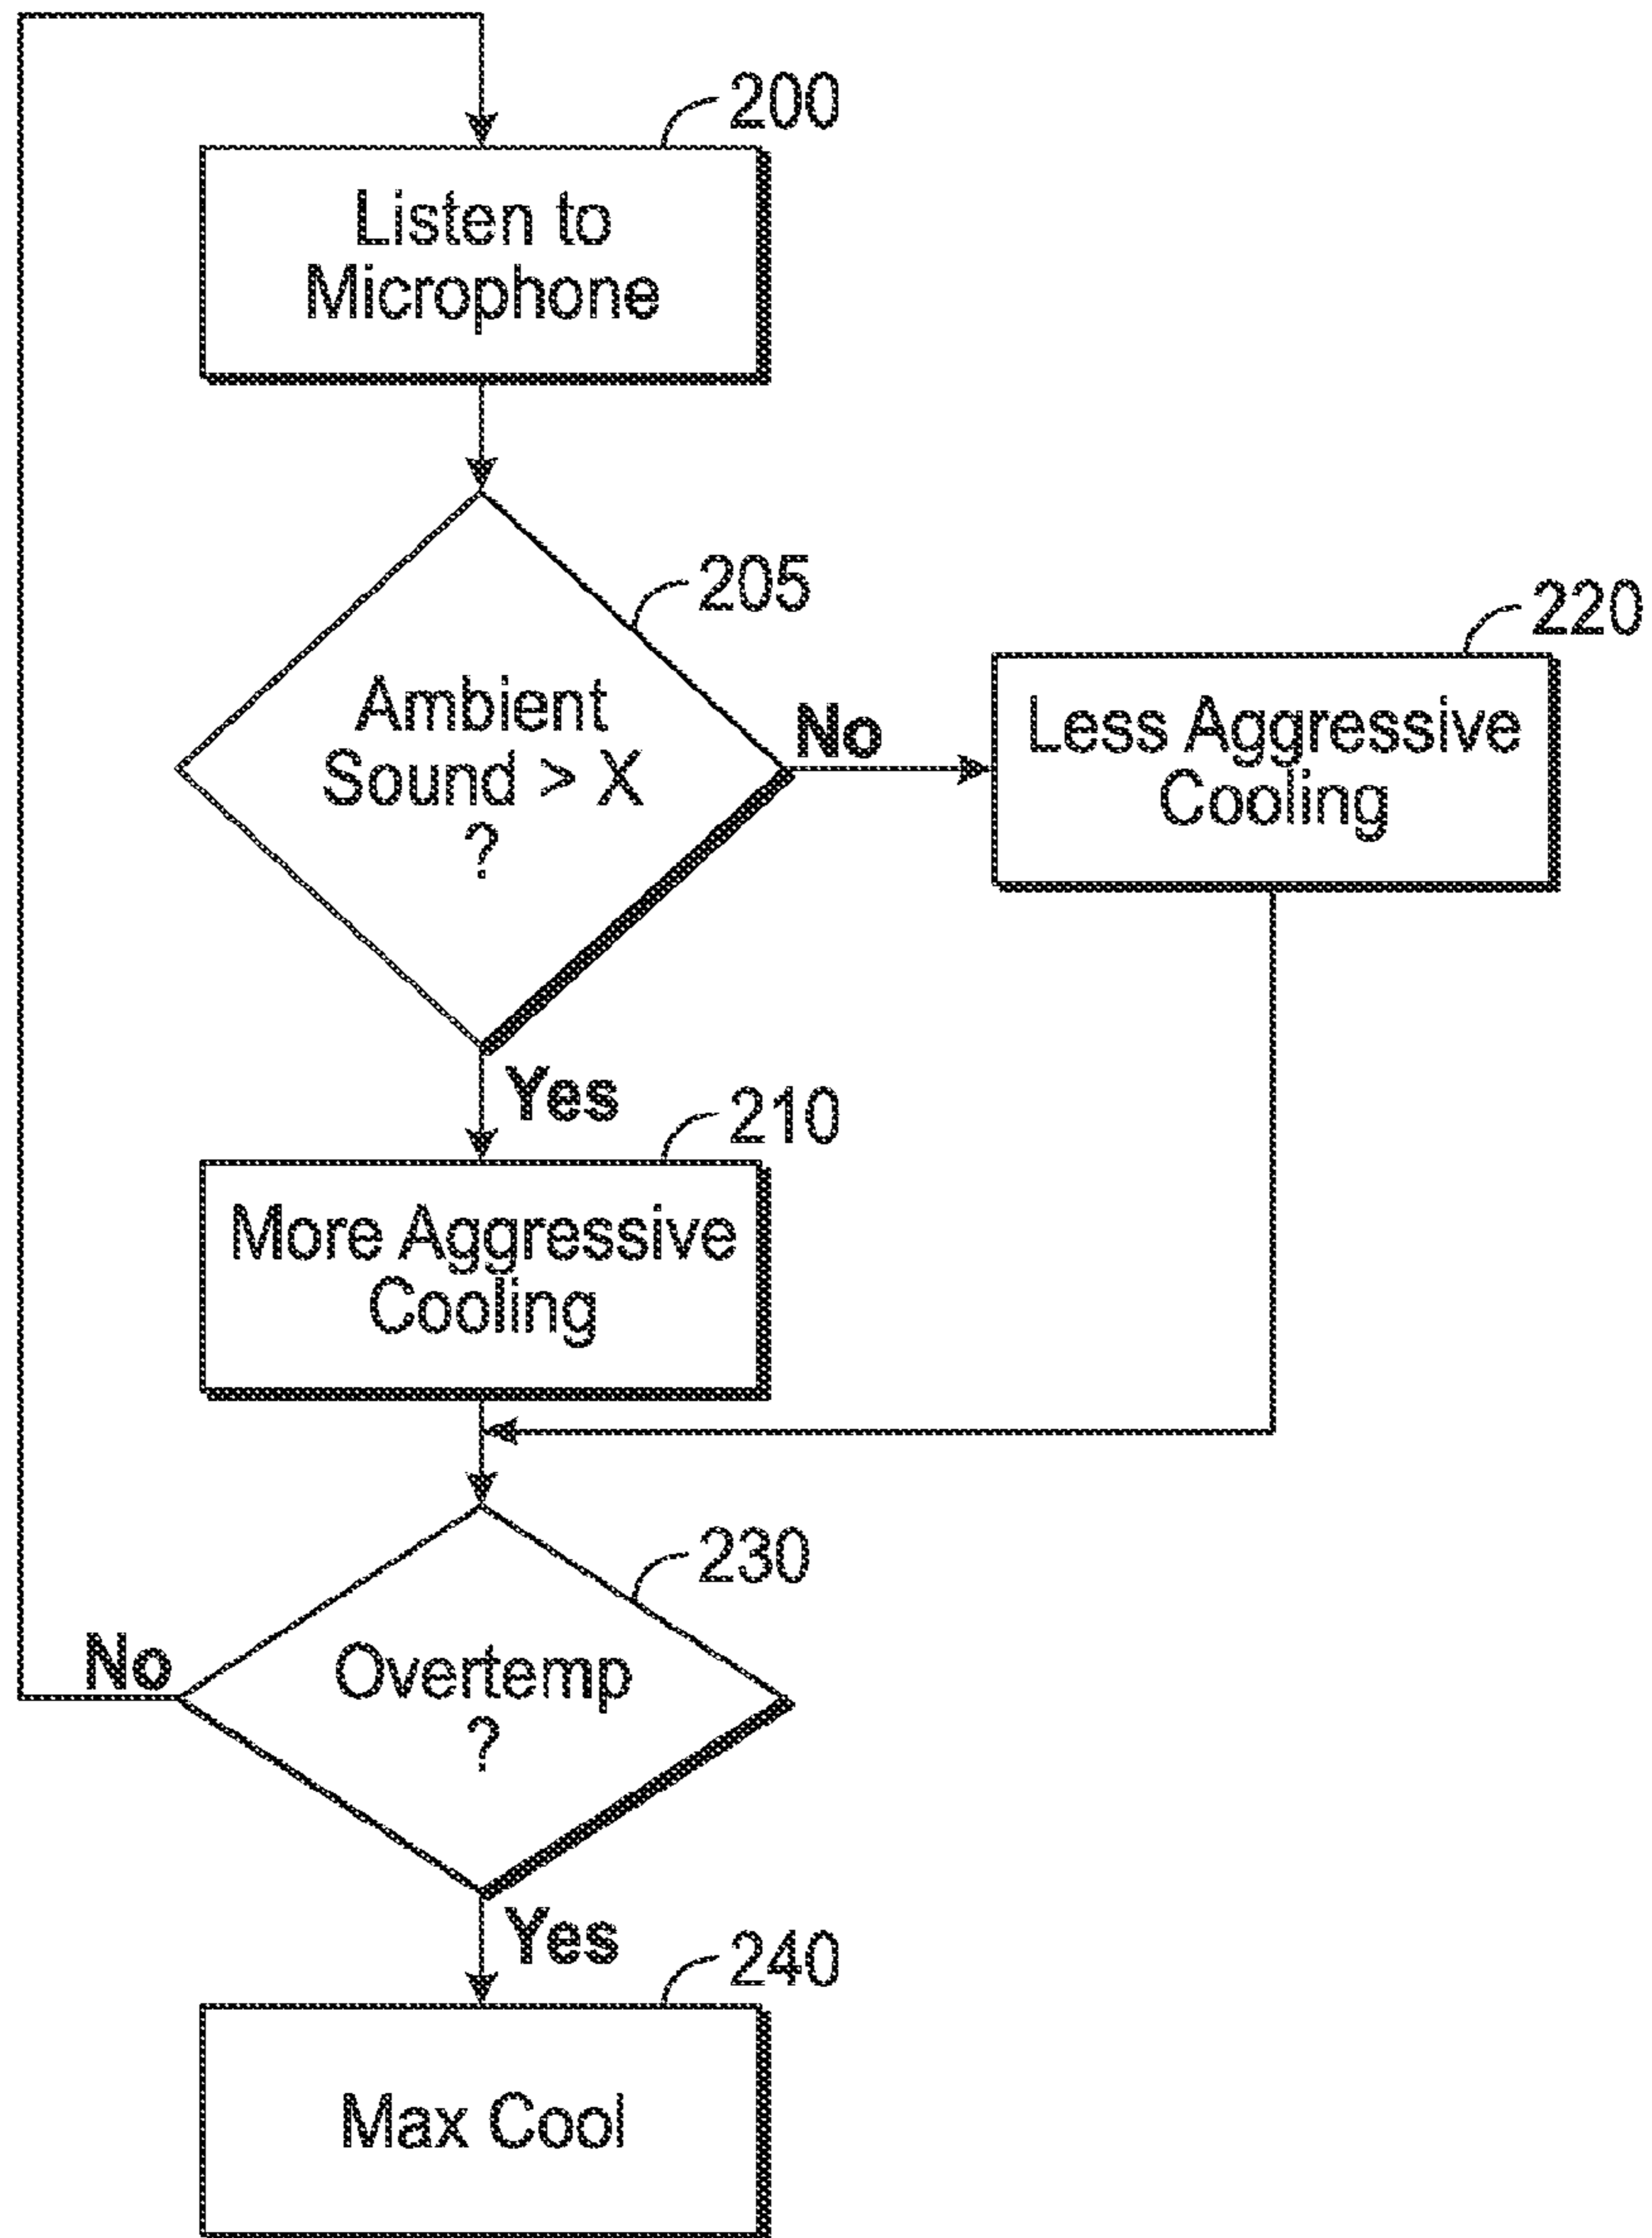 200
Listen to
Microphone
205
Ambient
Sound > X
?
No
220
Less Aggressive
Cooling
Yes
210
More Aggressive
Cooling
230
No
Overtemp
?
Yes
240
Max Cool